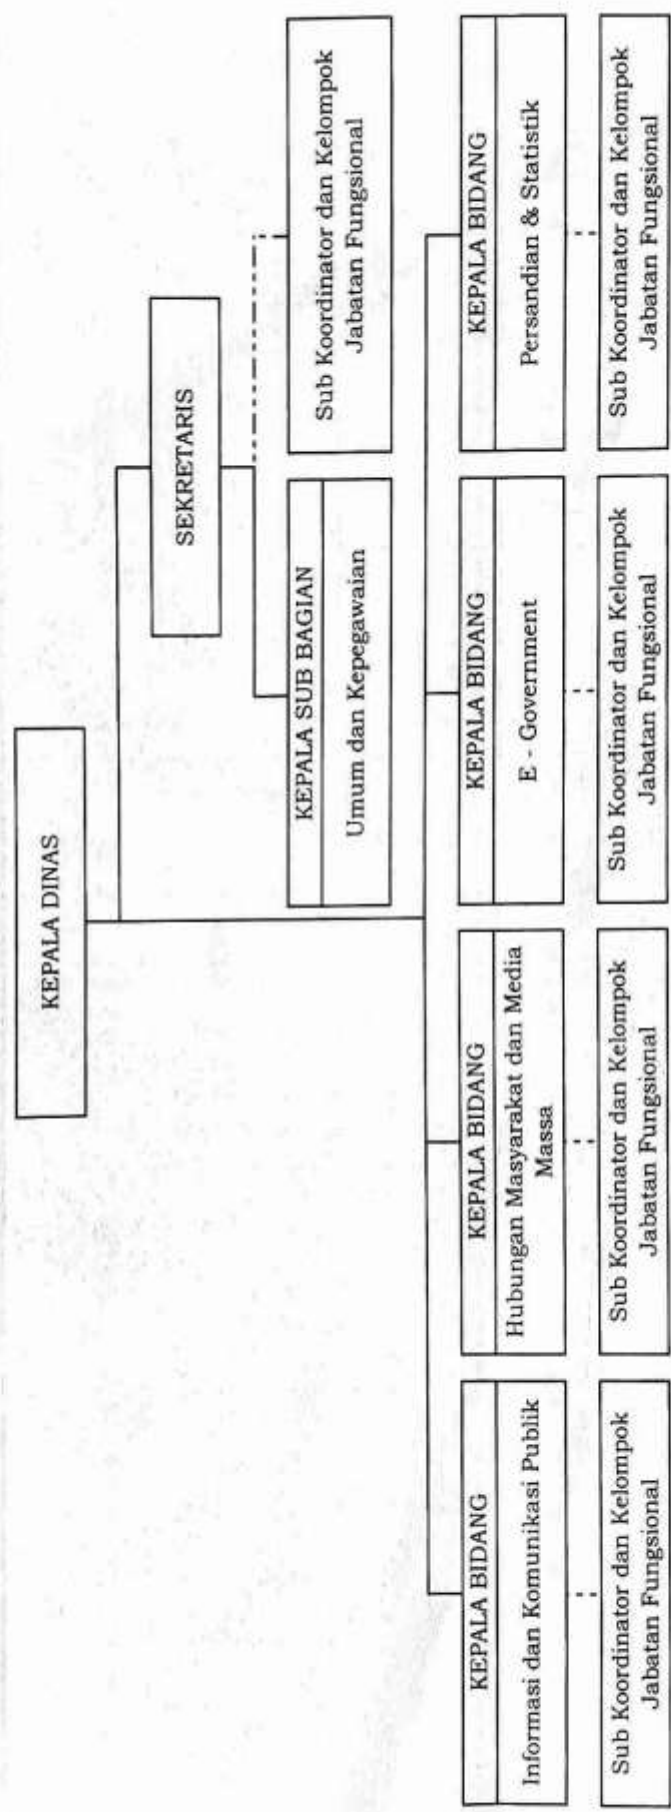 KEPALA DINAS
SEKRETARIS
KEPALA SUB BAGIAN
Umum dan Kepegawaian
Sub Koordinator dan Kelompok
Jabatan Fungsional
KEPALA BIDANG
Informasi dan Komunikasi Publik
KEPALA BIDANG
Hubungan Masyarakat dan Media
Massa
KEPALA BIDANG
E - Government
KEPALA BIDANG
Persandian & Statistik
Sub Koordinator dan Kelompok
Jabatan Fungsional
Sub Koordinator dan Kelompok
Jabatan Fungsional
Sub Koordinator dan Kelompok
Jabatan Fungsional
Sub Koordinator dan Kelompok
Jabatan Fungsional